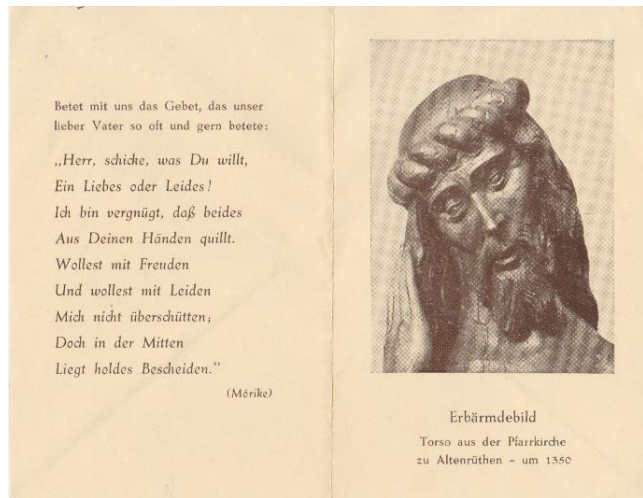 Betet mit uns das Gebet, das unser
lieber Vater so oft und gern betete:
„Herr, schicke, was Du willt,
Ein Liebes oder Leides!
Ich bin vergnügt, daß beides
Aus Deinen Händen quillt.
Wollest mit Freuden
Und wollest mit Leiden
Mich nicht überschütten;
Doch in der Mitten
Liegt holdes Bescheiden.”
(Mörike)
Erbärmdebild
Torso aus der Pfarrkirche
zu Altenrüthen - um 1350